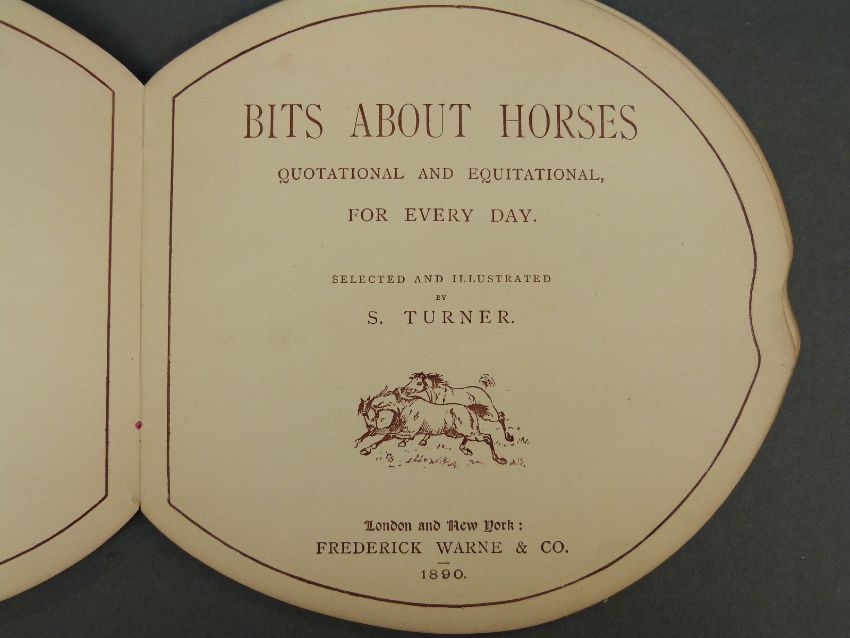 BITS ABOUT HORSES
QUOTATIONAL AND EQUITATIONAL,
FOR EVERY DAY.
SELECTED AND ILLUSTRATED
BY
S. TURNER.
London and New York:
FREDERICK WARNE & CO.
1890.